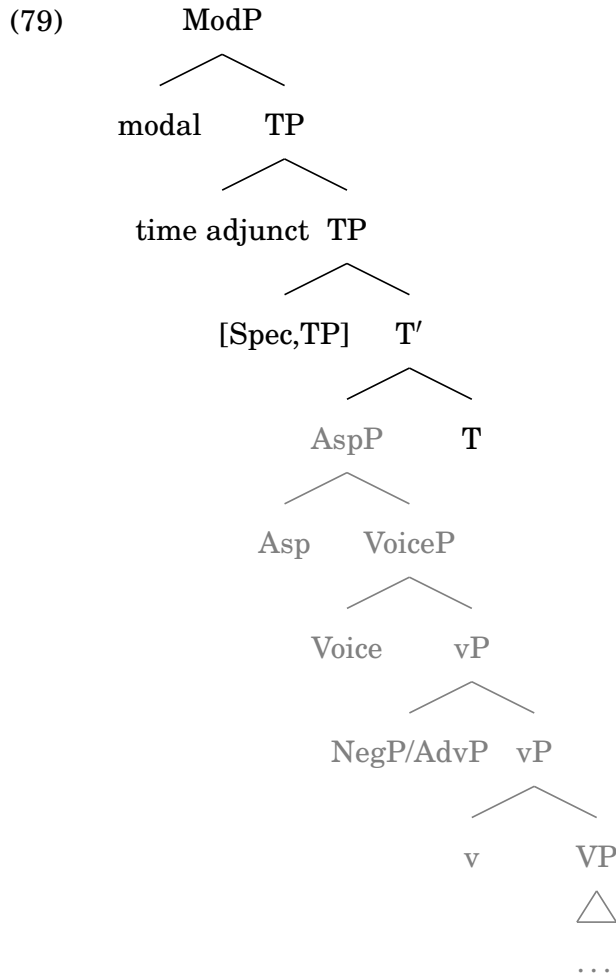 (79) ModP
modal TP
time adjunct TP
[Spec,TP] T′
AspP T
Asp VoiceP
Voice vP
NegP/AdvP vP
v VP
...